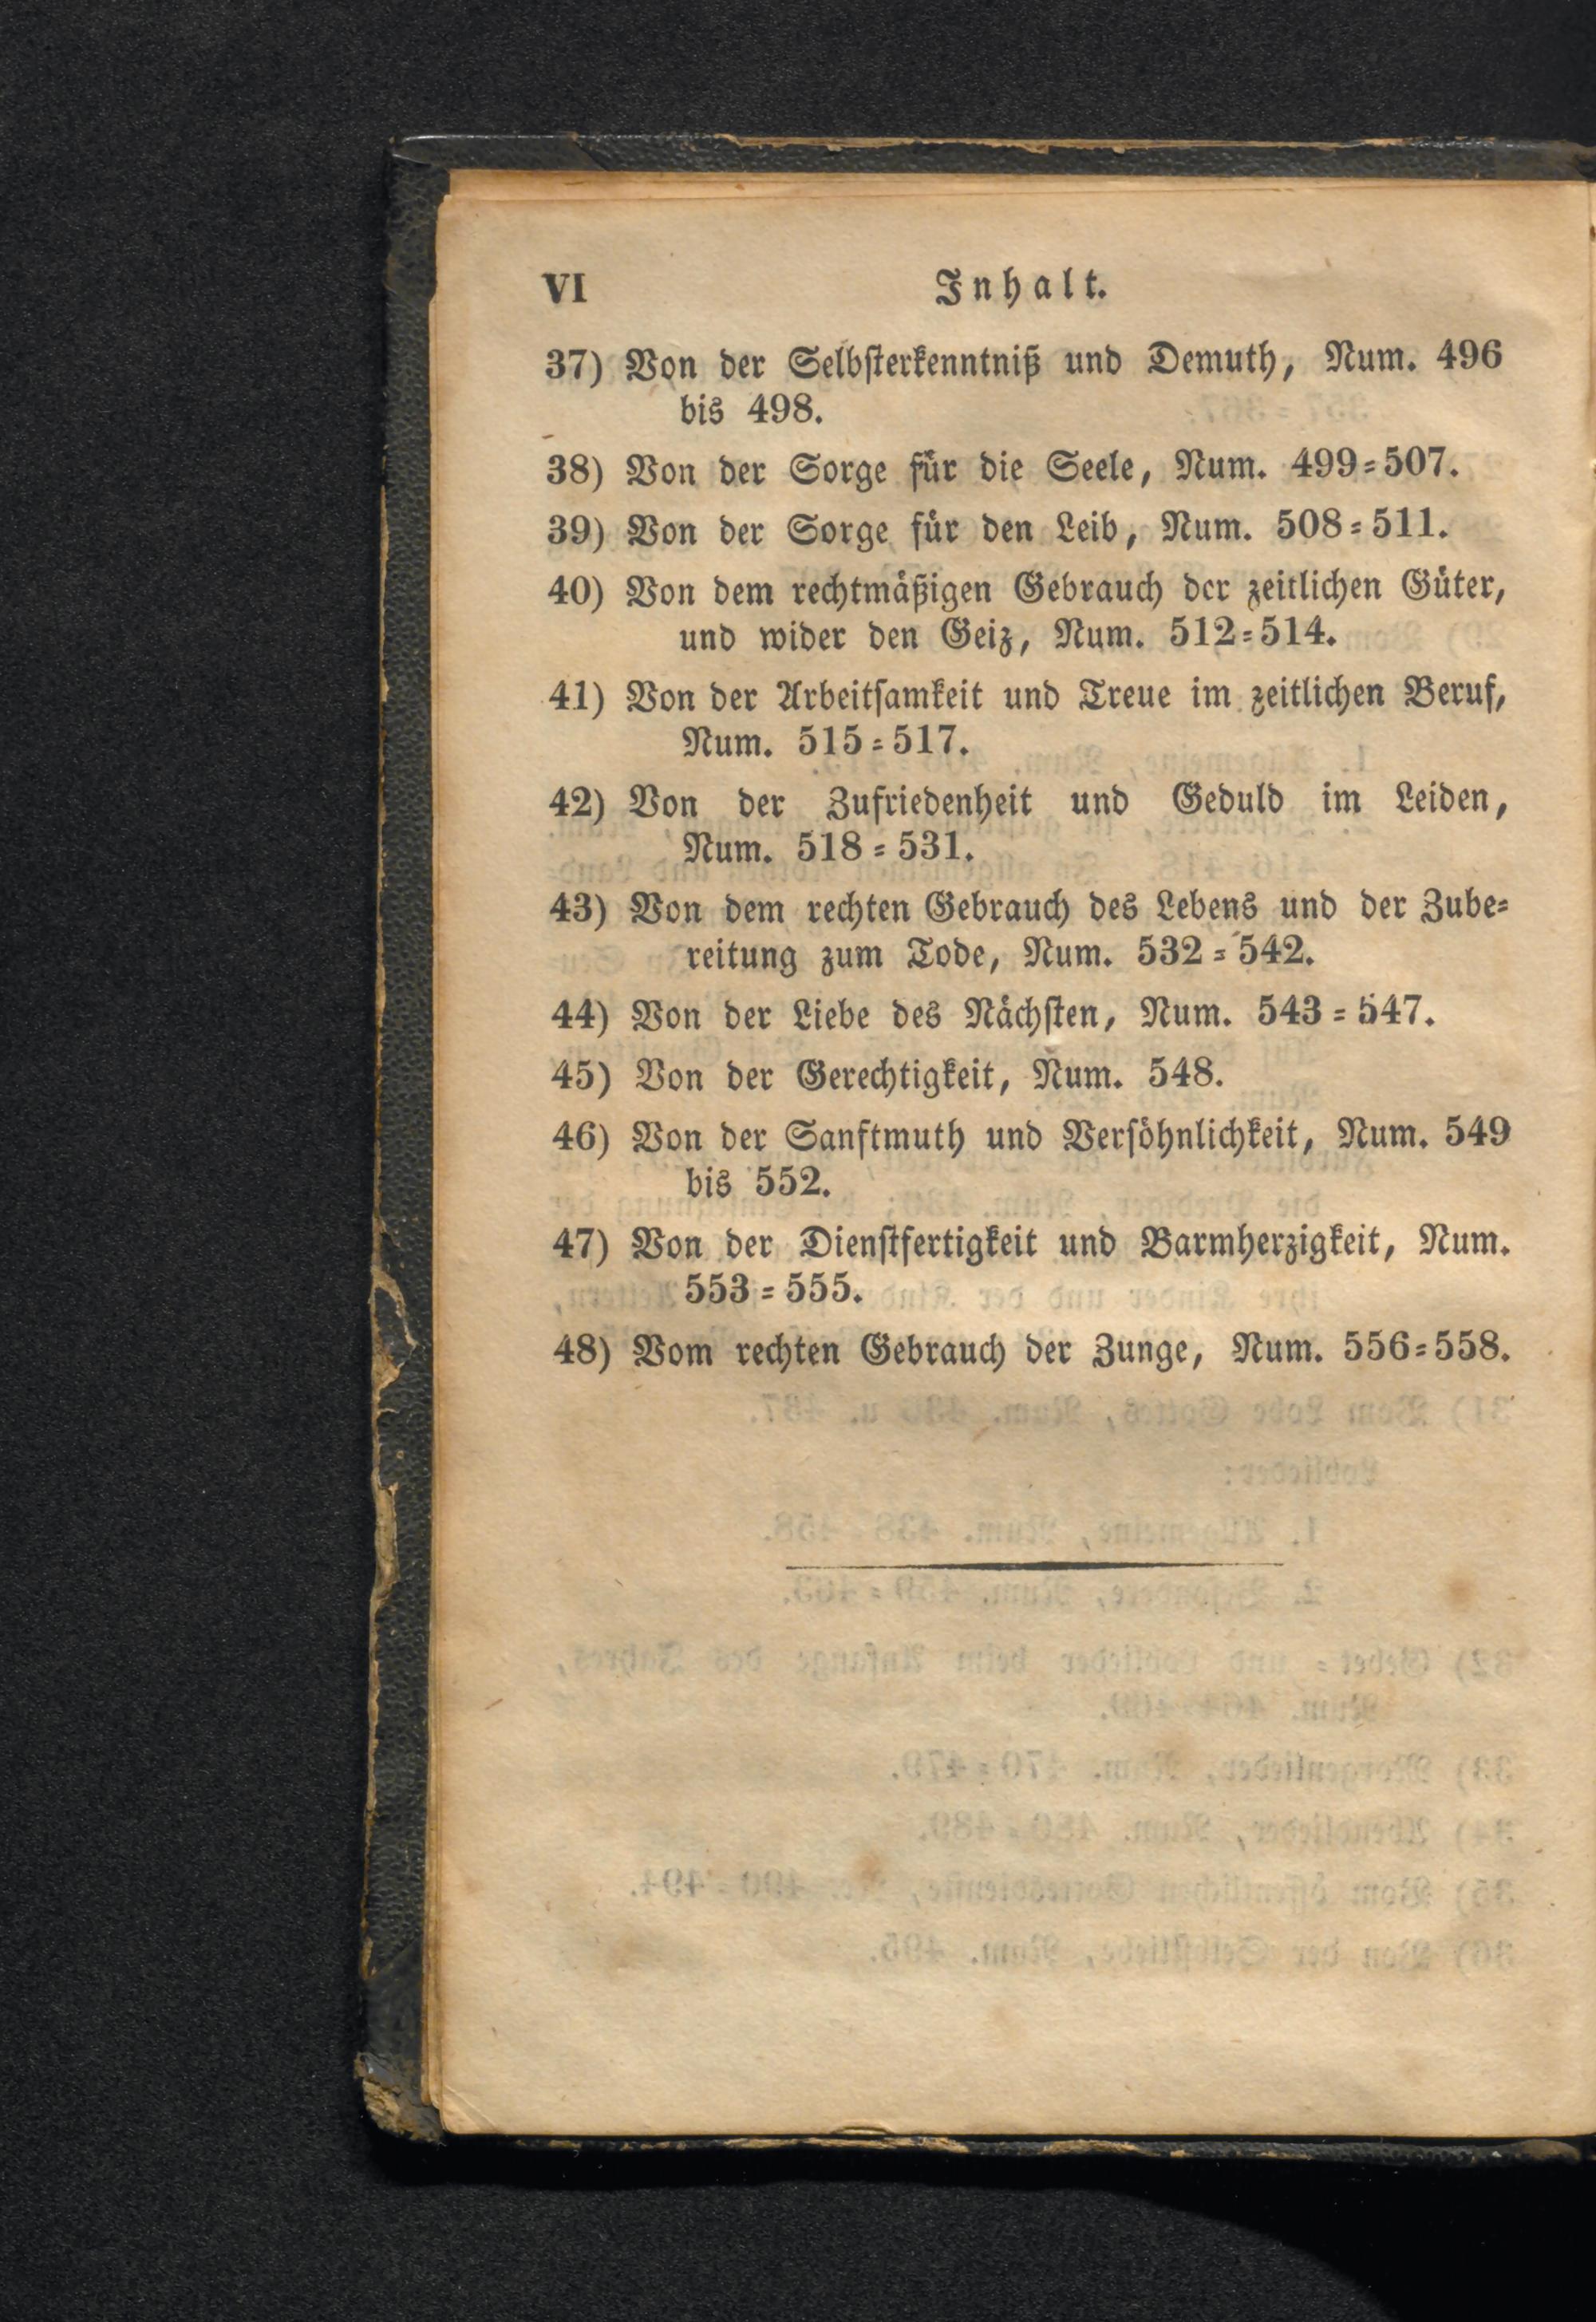 VI Inhalt.
37) Von der Selbsterkenntniß und Demuth, Num. 496
bis 498.
38) Von der Sorge für die Seele, Num. 499=507.
39) Von der Sorge für den Leib, Num. 508=511.
40) Von dem rechtmäßigen Gebrauch der zeitlichen Güter,
und wider den Geiz, Num. 512=514.
41) Von der Arbeitsamkeit und Treue im zeitlichen Beruf,
Num. 515=517.
42) Von der Zufriedenheit und Geduld im Leiden,
Num. 518=531.
43) Von dem rechten Gebrauch des Lebens und der Zube=
reitung zum Tode, Num. 532=542.
44) Von der Liebe des Nächsten, Num. 543=547.
45) Von der Gerechtigkeit, Num. 548.
46) Von der Sanftmuth und Versöhnlichkeit, Num. 549
bis 552.
47) Von der Dienstfertigkeit und Barmherzigkeit, Num.
553=555.
48) Vom rechten Gebrauch der Zunge, Num. 556=558.